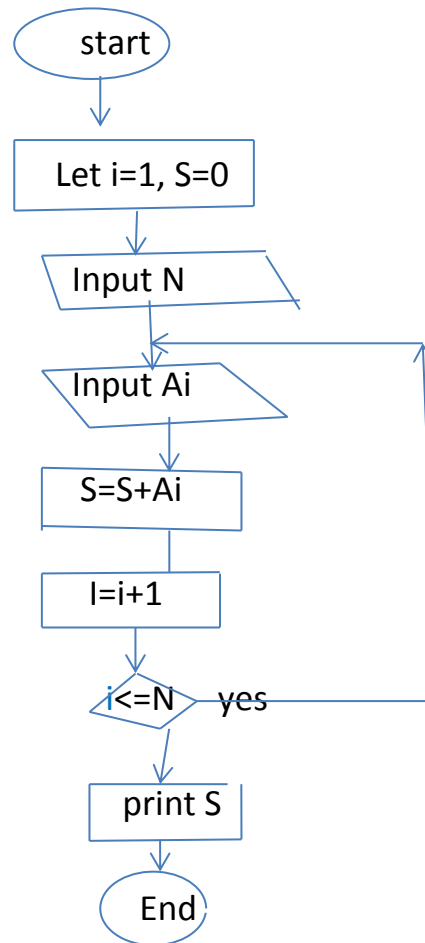 start
Let i=1, S=0
Input N
Input Ai
S=S+Ai
I=i+1
i<=N yes
print S
End